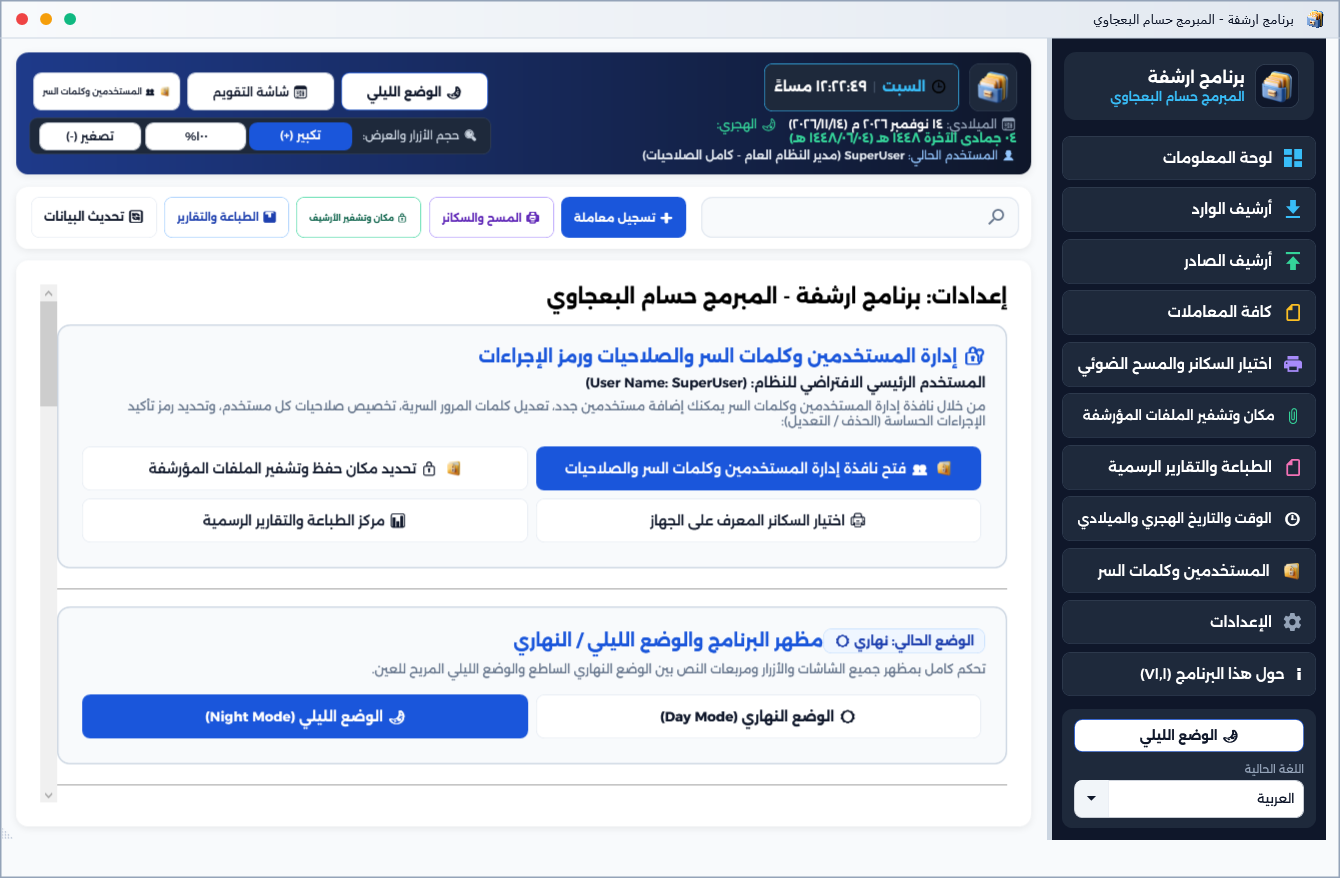 برنامج ارشفة - المبرمج حسام البعجاوي
برنامج ارشفة
المبرمج حسام البعجاوي
لوحة المعلومات
أرشيف الوارد
أرشيف الصادر
كافة المعاملات
اختيار السكانر والمسح الضوئي
مكان وتشفير الملفات المؤرشفة
الطباعة والتقارير الرسمية
الوقت والتاريخ الهجري والميلادي
المستخدمين وكلمات السر
الإعدادات
حول هذا البرنامج (V١,١)
الوضع الليلي
اللغة الحالية
العربية
السبت | ١٢:٢٢:٤٩ مساءً
الميلادي: ١٤ نوفمبر ٢٠٢٦ م (٢٠٢٦/١١/١٤) الهجري:
٠٤ جمادى الآخرة ١٤٤٨ هـ (١٤٤٨/٠٦/٠٤ هـ)
المستخدم الحالي: SuperUser (مدير النظام العام - كامل الصلاحيات)
الوضع الليلي
شاشة التقويم
المستخدمين وكلمات السر
حجم الأزرار والعرض:
تكبير (+)
١٠٠%
تصغير (-)
تسجيل معاملة
المسح والسكانر
مكان وتشفير الأرشيف
الطباعة والتقارير
تحديث البيانات
إعدادات: برنامج ارشفة - المبرمج حسام البعجاوي
إدارة المستخدمين وكلمات السر والصلاحيات ورمز الإجراءات
المستخدم الرئيسي الافتراضي للنظام: (User Name: SuperUser)
من خلال نافذة إدارة المستخدمين وكلمات السر يمكنك إضافة مستخدمين جدد، تعديل كلمات المرور السرية، تخصيص صلاحيات كل مستخدم، وتحديد رمز تأكيد
الإجراءات الحساسة (الحذف / التعديل):
فتح نافذة إدارة المستخدمين وكلمات السر والصلاحيات
تحديد مكان حفظ وتشفير الملفات المؤرشفة
اختيار السكانر المعرف على الجهاز
مركز الطباعة والتقارير الرسمية
مظهر البرنامج والوضع الليلي / النهاري
الوضع الحالي: نهاري
تحكم كامل بمظهر جميع الشاشات والأزرار ومربعات النص بين الوضع النهاري الساطع والوضع الليلي المريح للعين.
الوضع النهاري (Day Mode)
الوضع الليلي (Night Mode)